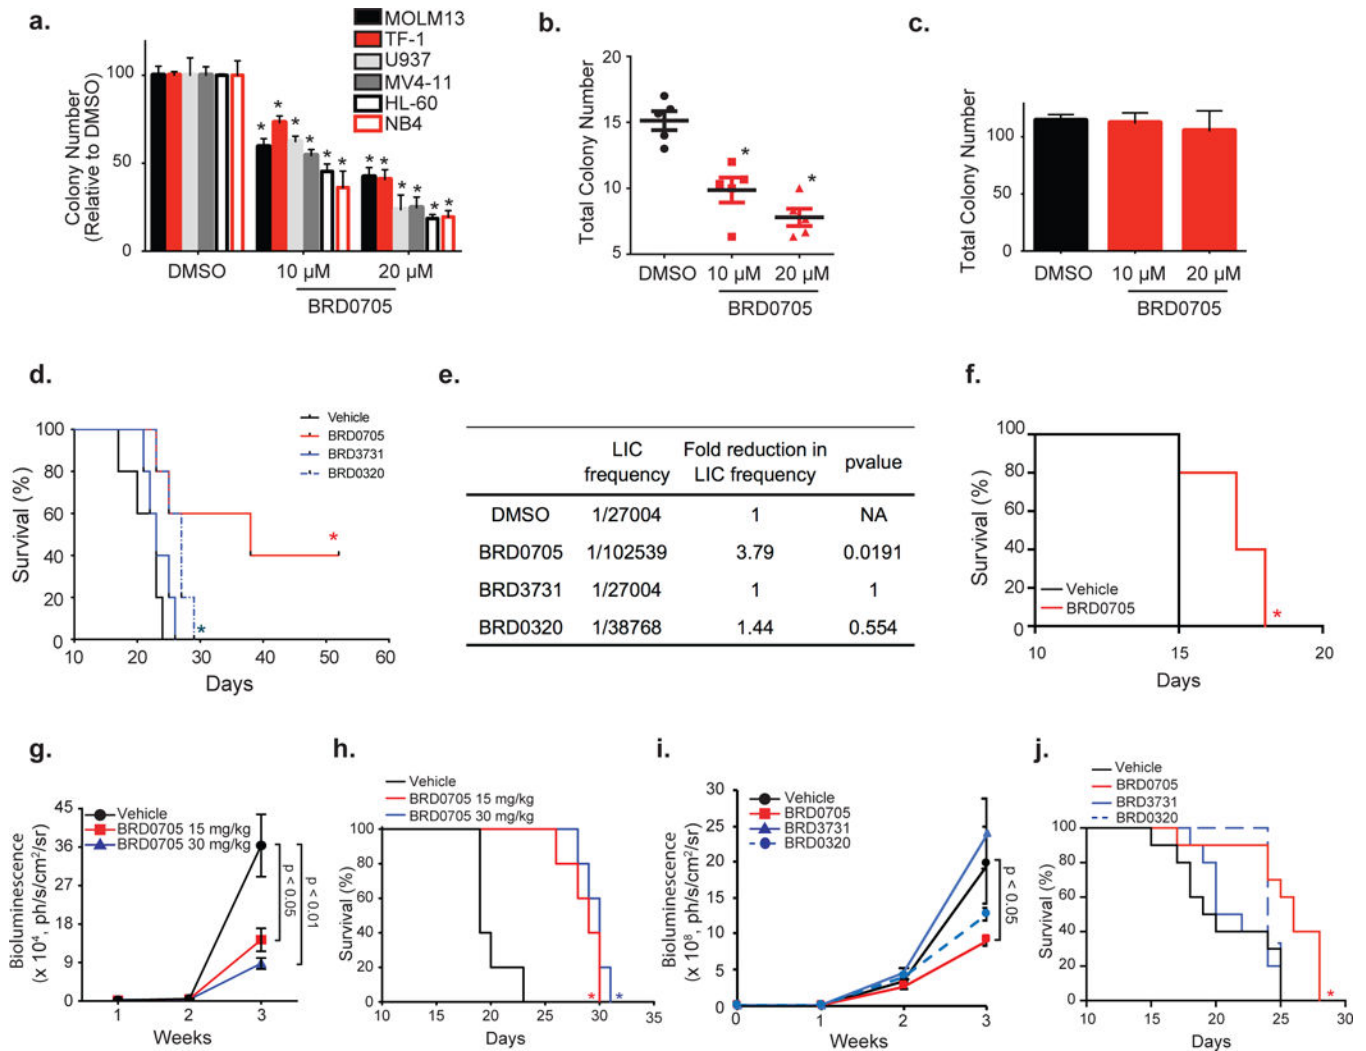 a.
MOLM13
TF-1
U937
MV4-11
HL-60
NB4
Colony Number
(Relative to DMSO)
100
50
0
* * * * * *
* * * * * *
DMSO
10 µM
20 µM
BRD0705
b.
Total Colony Number
20
15
10
5
*
*
DMSO
10 µM
20 µM
BRD0705
c.
Total Colony Number
100
50
0
DMSO
10 µM
20 µM
BRD0705
d.
Vehicle
BRD0705
BRD3731
BRD0320
Survival (%)
100
80
60
40
20
0
*
*
10 20 30 40 50 60
Days
e.
LIC frequency
Fold reduction in LIC frequency
pvalue
DMSO 1/27004 1 NA
BRD0705 1/102539 3.79 0.0191
BRD3731 1/27004 1 1
BRD0320 1/38768 1.44 0.554
f.
Survival (%)
100
80
60
40
20
0
Vehicle
BRD0705
*
10 15 20
Days
g.
Vehicle
BRD0705 15 mg/kg
BRD0705 30 mg/kg
Bioluminescence
(x 10⁴, ph/s/cm²/sr)
45
36
27
18
9
0
p < 0.05
p < 0.01
1 2 3
Weeks
h.
Vehicle
BRD0705 15 mg/kg
BRD0705 30 mg/kg
Survival (%)
100
80
60
40
20
0
* *
10 15 20 25 30 35
Days
i.
Vehicle
BRD0705
BRD3731
BRD0320
Bioluminescence
(x 10⁸, ph/s/cm²/sr)
30
25
20
15
10
5
0
p < 0.05
0 1 2 3
Weeks
j.
Vehicle
BRD0705
BRD3731
BRD0320
Survival (%)
100
80
60
40
20
0
*
10 15 20 25 30
Days